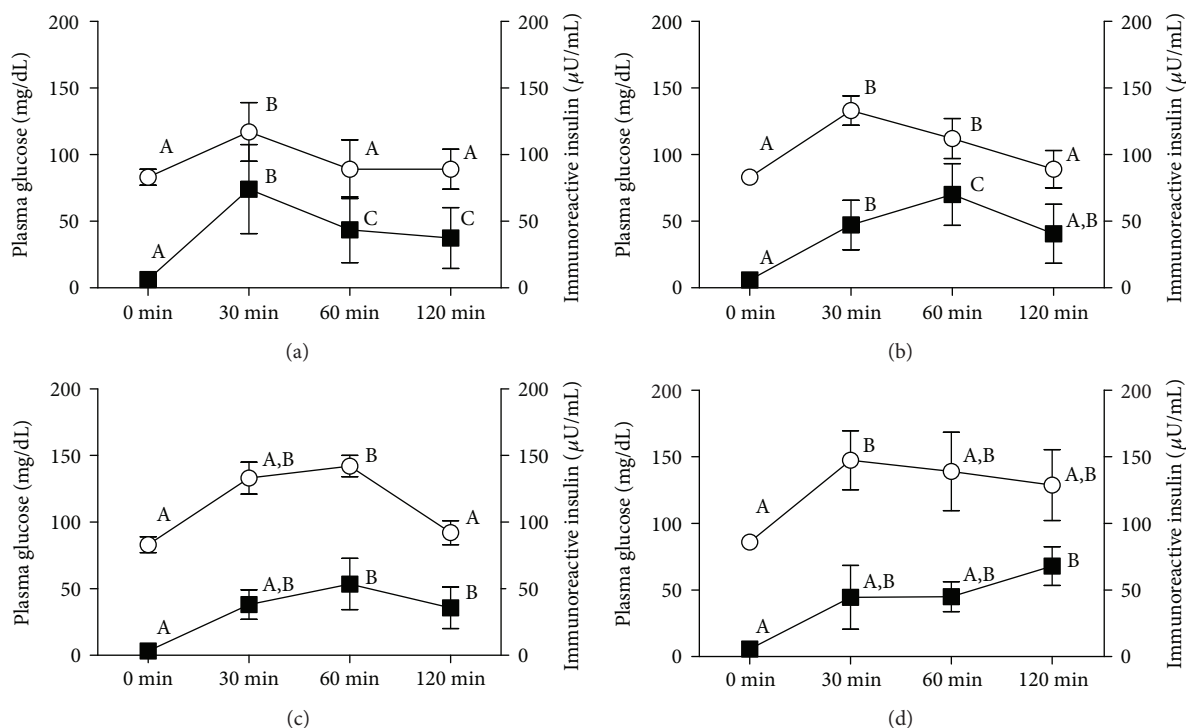 Plasma glucose (mg/dL)
200
150
100
50
0
A
B
A
A
A
B
C
C
0 min
30 min
60 min
120 min
200
150
100
50
0
Immunoreactive insulin (μU/mL)
(a)
Plasma glucose (mg/dL)
200
150
100
50
0
A
B
B
A
A
B
C
A,B
0 min
30 min
60 min
120 min
200
150
100
50
0
Immunoreactive insulin (μU/mL)
(b)
Plasma glucose (mg/dL)
200
150
100
50
0
A
A,B
B
A
A
A,B
B
B
0 min
30 min
60 min
120 min
200
150
100
50
0
Immunoreactive insulin (μU/mL)
(c)
Plasma glucose (mg/dL)
200
150
100
50
0
A
B
A,B
A,B
A
A,B
A,B
B
0 min
30 min
60 min
120 min
200
150
100
50
0
Immunoreactive insulin (μU/mL)
(d)